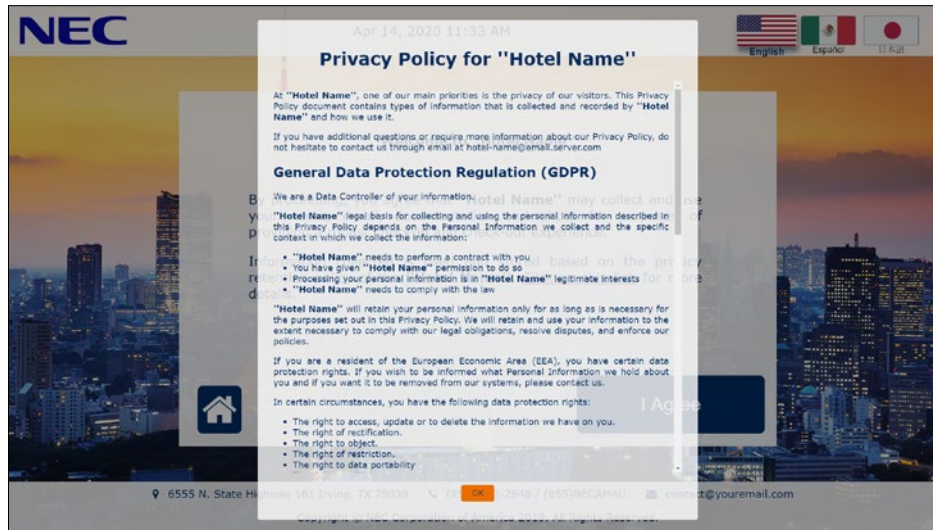 NEC
Apr 14, 2020 11:33 AM
English
Español
日本語
Privacy Policy for ''Hotel Name''
At ''Hotel Name'', one of our main priorities is the privacy of our visitors. This Privacy
Policy document contains types of information that is collected and recorded by ''Hotel
Name'' and how we use it.
If you have additional questions or require more information about our Privacy Policy, do
not hesitate to contact us through email at hotel-name@email.server.com
General Data Protection Regulation (GDPR)
We are a Data Controller of your information.
''Hotel Name'' legal basis for collecting and using the personal information described in
this Privacy Policy depends on the Personal Information we collect and the specific
context in which we collect the information:
• ''Hotel Name'' needs to perform a contract with you
• You have given ''Hotel Name'' permission to do so
• Processing your personal information is in ''Hotel Name'' legitimate interests
• ''Hotel Name'' needs to comply with the law
''Hotel Name'' will retain your personal information only for as long as is necessary for
the purposes set out in this Privacy Policy. We will retain and use your information to the
extent necessary to comply with our legal obligations, resolve disputes, and enforce our
policies.
If you are a resident of the European Economic Area (EEA), you have certain data
protection rights. If you wish to be informed what Personal Information we hold about
you and if you want it to be removed from our systems, please contact us.
In certain circumstances, you have the following data protection rights:
• The right to access, update or to delete the information we have on you.
• The right of rectification.
• The right to object.
• The right of restriction.
• The right to data portability
I Agree
OK
6555 N. State Highway 161 Irving, TX 75039
contact@youremail.com
Copyright © NEC Corporation of America 2019. All Rights Reserved.